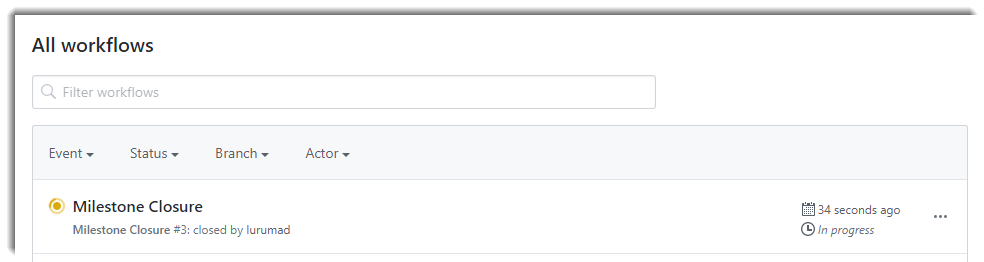 All workflows
Filter workflows
Event Status Branch Actor
Milestone Closure
34 seconds ago
Milestone Closure #3: closed by lurumad
In progress